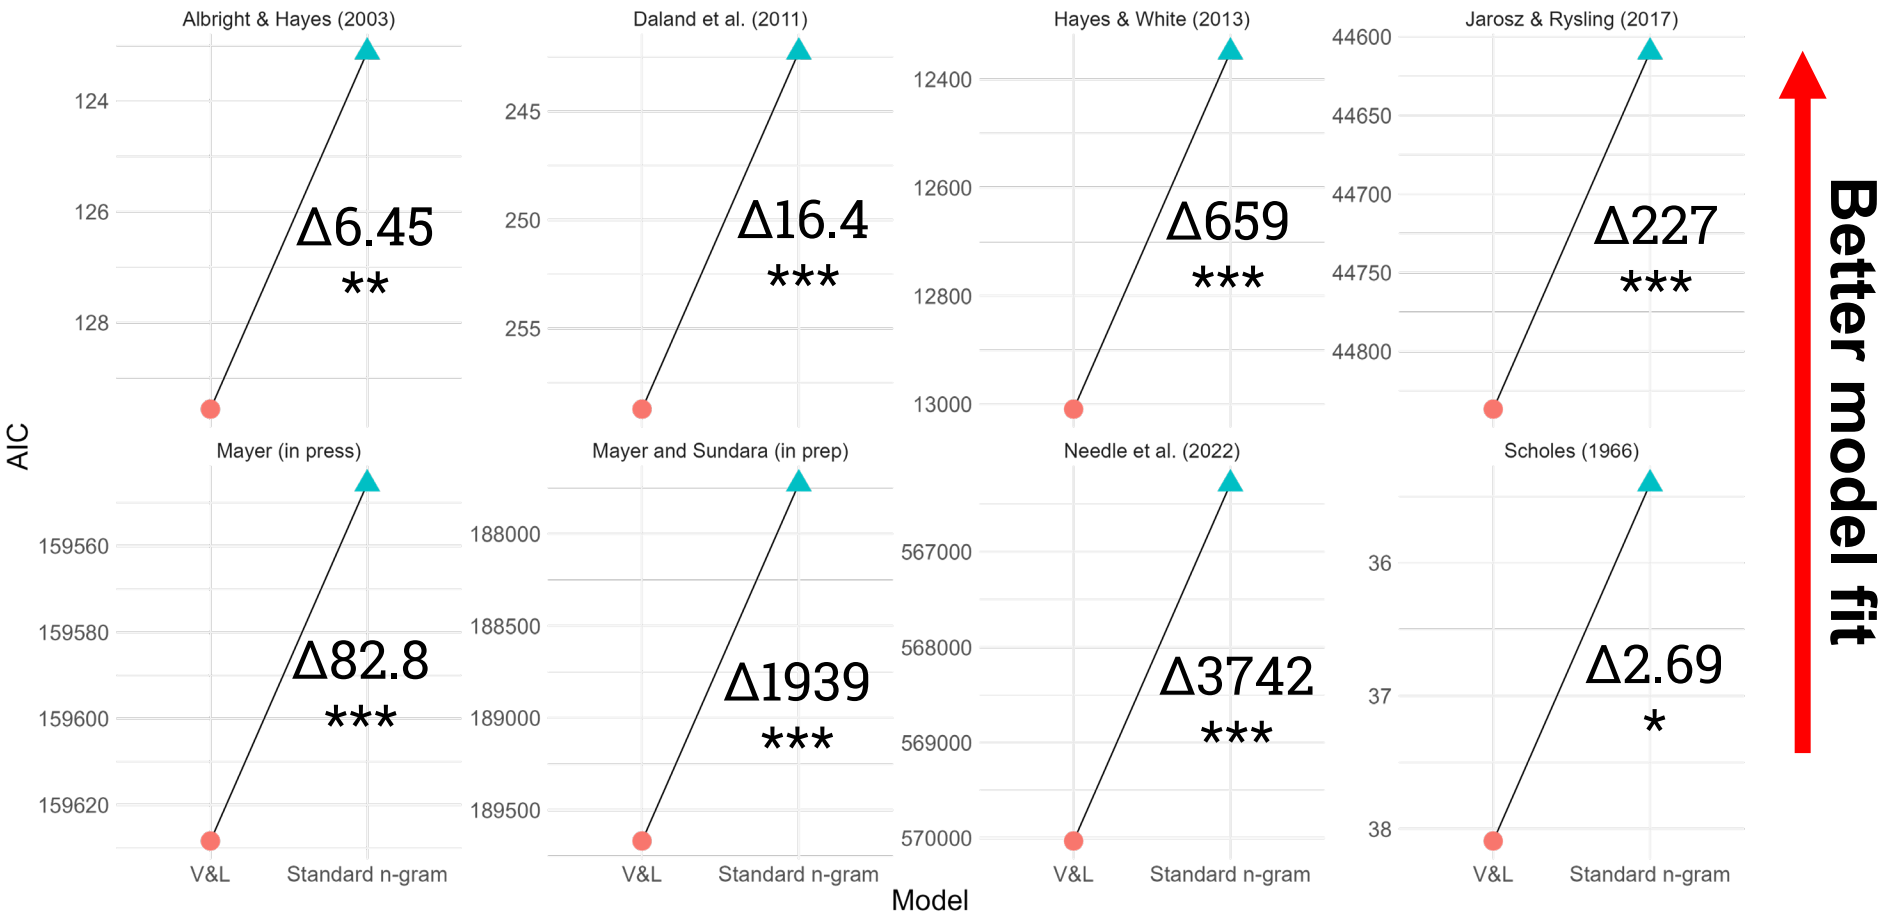 Albright & Hayes (2003)
Daland et al. (2011)
Hayes & White (2013)
Jarosz & Rysling (2017)
124
126
128
Δ6.45
**
245
250
255
Δ16.4
***
12400
12600
12800
13000
Δ659
***
44600
44650
44700
44750
44800
Δ227
***
Better model fit
AIC
Mayer (in press)
Mayer and Sundara (in prep)
Needle et al. (2022)
Scholes (1966)
159560
159580
159600
159620
Δ82.8
***
188000
188500
189000
189500
Δ1939
***
567000
568000
569000
570000
Δ3742
***
36
37
38
Δ2.69
*
V&L
Standard n-gram
V&L
Standard n-gram
V&L
Standard n-gram
V&L
Standard n-gram
Model